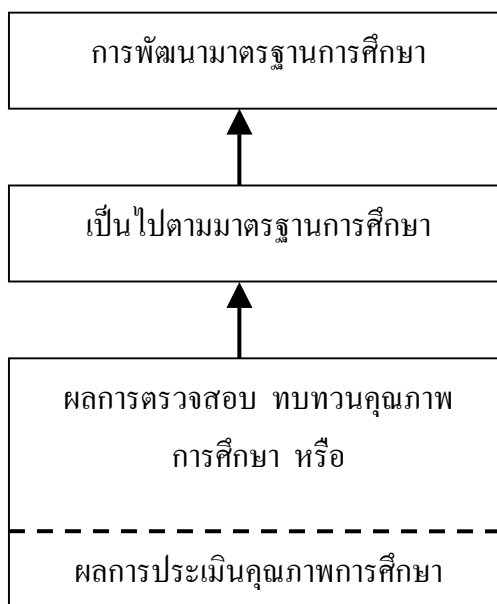 การพัฒนามาตรฐานการศึกษา
เป็นไปตามมาตรฐานการศึกษา
ผลการตรวจสอบ ทบทวนคุณภาพ
การศึกษา หรือ
ผลการประเมินคุณภาพการศึกษา